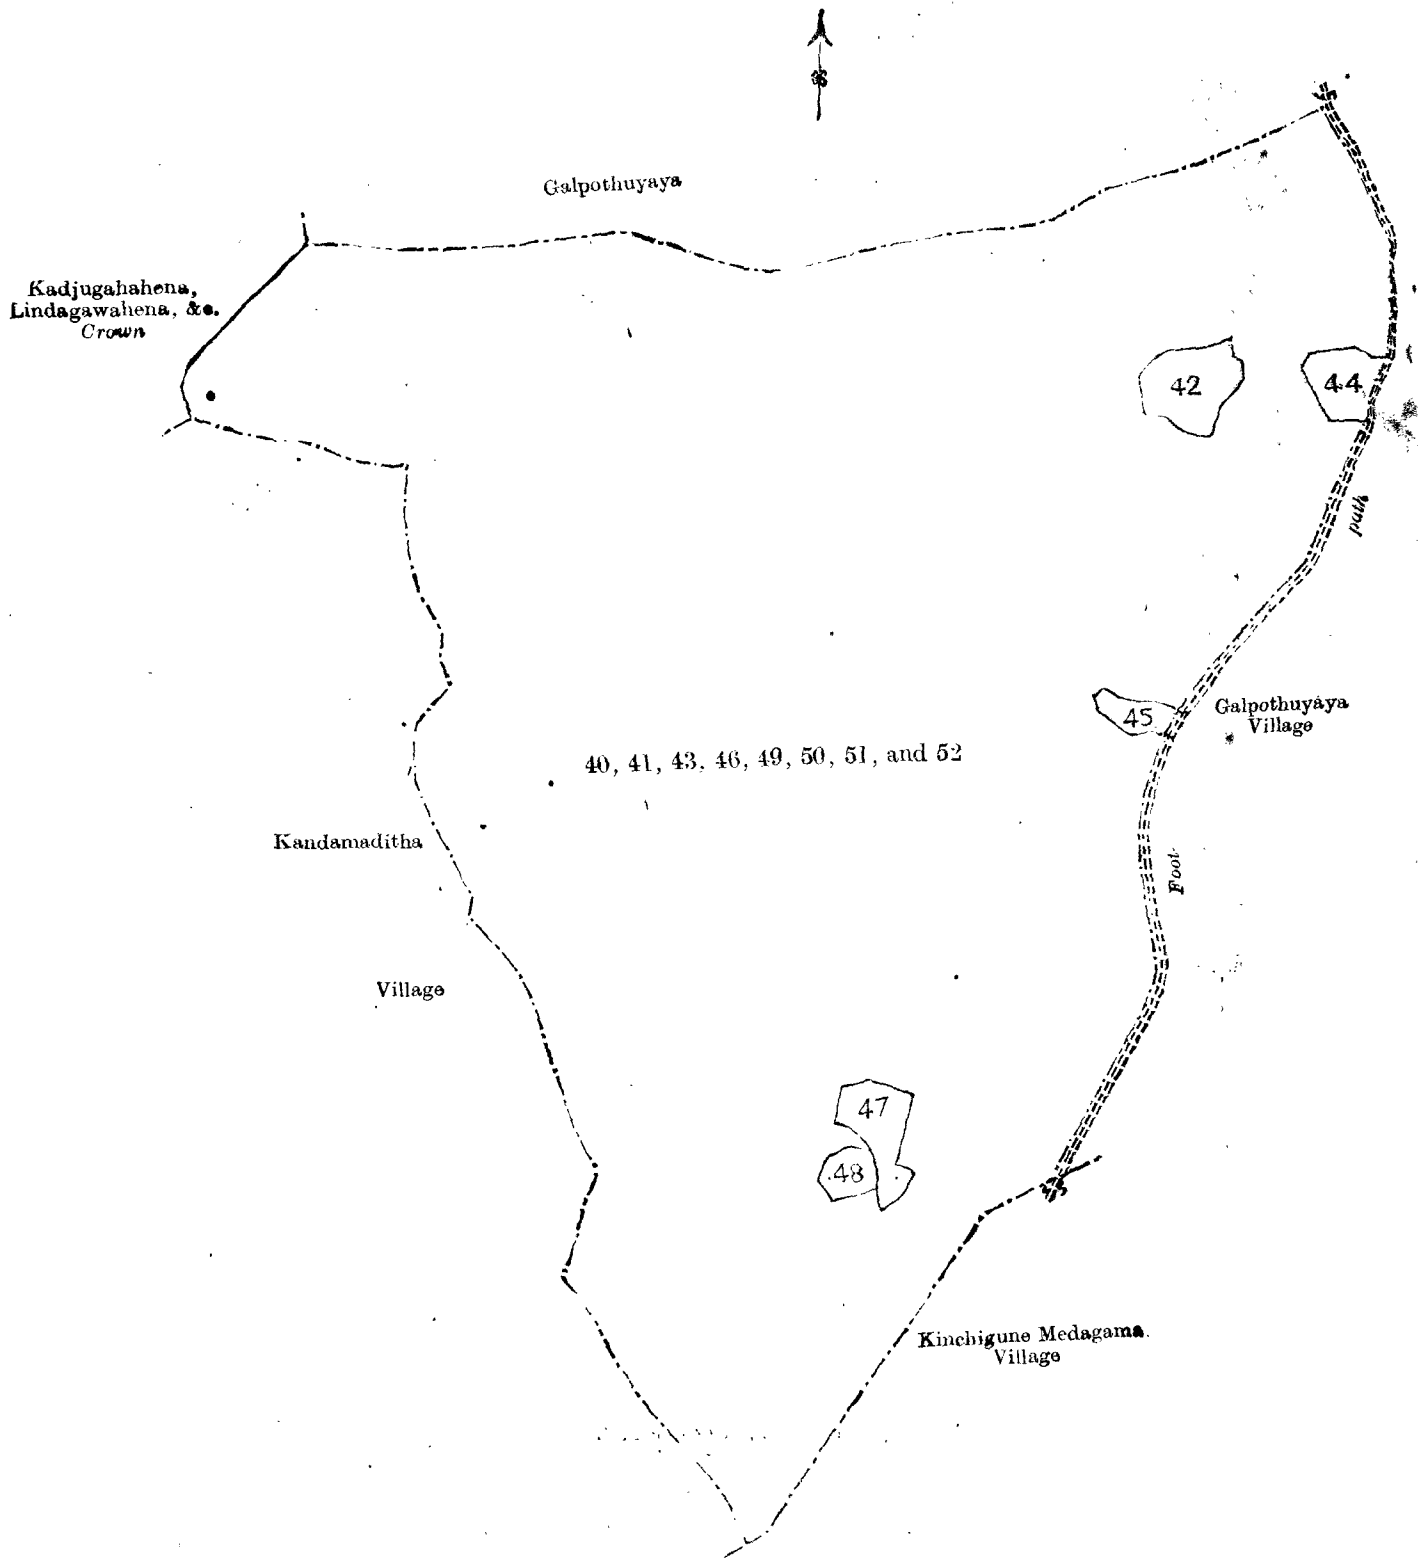 Galpothuyaya
Kadjugahahena,
Lindagawahena, &c.
Crown
42
44
path
45
Galpothuyaya
Village
40, 41, 43, 46, 49, 50, 51, and 52
Kandamaditha
Foot-
Village
47
48
Kinchigune Medagama
Village